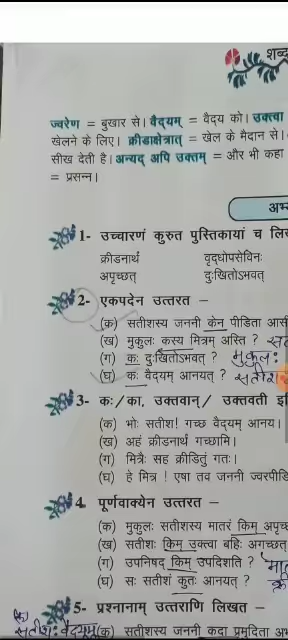 शब्द
ज्वरेण = बुखार से। वैद्यम् = वैद्य को। उक्त्वा
खेलने के लिए। क्रीडाक्षेत्रात् = खेल के मैदान से।
सीख देती है। अन्यद् अपि उक्तम् = और भी कहा
= प्रसन्न।
अभ
1- उच्चारणं कुरुत पुस्तिकायां च लि
क्रीडनार्थं वृद्धोपसेविनः
अपृच्छत् दुःखितोऽभवत्
2- एकपदेन उत्तरत –
(क) सतीशस्य जननी केन पीडिता आसी
(ख) मुकुलः कस्य मित्रम् अस्ति ?
(ग) कः दुःखितोऽभवत् ? मुकुलः
(घ) कः वैद्यम् आनयत् ? सतीश
3- कः/का, उक्तवान्/ उक्तवती इ
(क) भोः सतीश! गच्छ वैद्यम् आनय।
(ख) अहं क्रीडनार्थं गच्छामि।
(ग) मित्रैः सह क्रीडितुं गतः।
(घ) हे मित्र ! एषा तव जननी ज्वरपीडि
4. पूर्णवाक्येन उत्तरत –
(क) मुकुलः सतीशस्य मातरं किम् अपृच्छ
(ख) सतीशः किम् उक्त्वा बहिः अगच्छत्
(ग) उपनिषद् किम् उपदिशति ?
(घ) सः सतीशं कुतः आनयत् ?
5- प्रश्नानाम् उत्तराणि लिखत –
सतीशः वैद्यम् (क) सतीशस्य जननी कदा प्रमुदिता अ